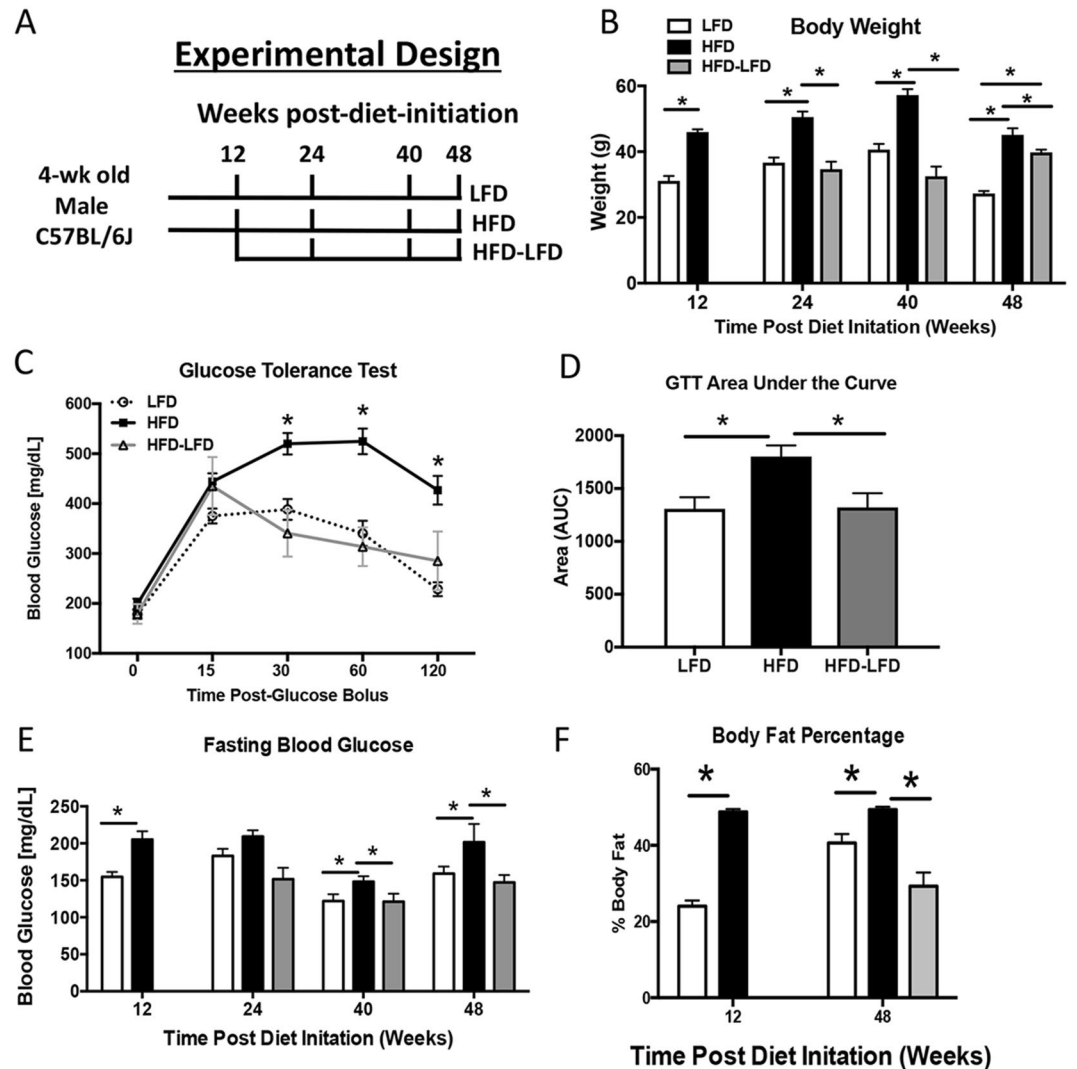 A
Experimental Design
Weeks post-diet-initiation
12 24 40 48
4-wk old
Male
C57BL/6J
LFD
HFD
HFD-LFD
B
Body Weight
LFD
HFD
HFD-LFD
* * * * * * * *
Weight (g)
60
40
20
0
12 24 40 48
Time Post Diet Initation (Weeks)
C
Glucose Tolerance Test
LFD
HFD
HFD-LFD
* * *
Blood Glucose [mg/dL]
600
500
400
300
200
100
0 15 30 60 120
Time Post-Glucose Bolus
D
GTT Area Under the Curve
* *
Area (AUC)
2000
1500
1000
500
0
LFD HFD HFD-LFD
E
Fasting Blood Glucose
* * * * *
Blood Glucose [mg/dL]
250
200
150
100
50
0
12 24 40 48
Time Post Diet Initation (Weeks)
F
Body Fat Percentage
* * *
% Body Fat
60
40
20
0
12 48
Time Post Diet Initation (Weeks)